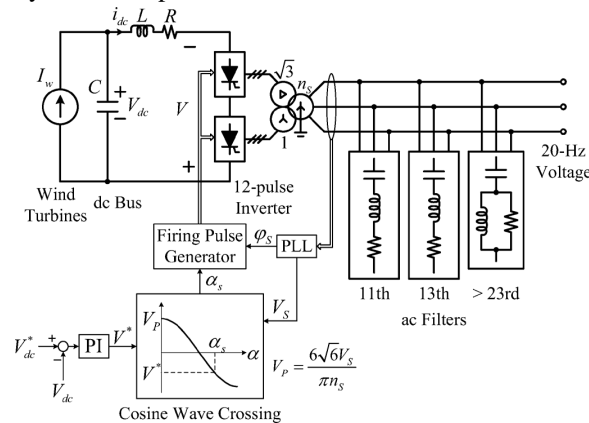 i_dc L R
I_w
C
+
V_dc
−
−
V
+
√3
n_S
1
Wind
Turbines
dc Bus
12-pulse
Inverter
20-Hz
Voltage
11th
13th
> 23rd
ac Filters
Firing Pulse
Generator
φ_S
PLL
α_s
V_S
V_P
α_s
α
V*
V_dc*
+
−
PI
V*
V_dc
V_P = 6√6V_S / πn_S
Cosine Wave Crossing